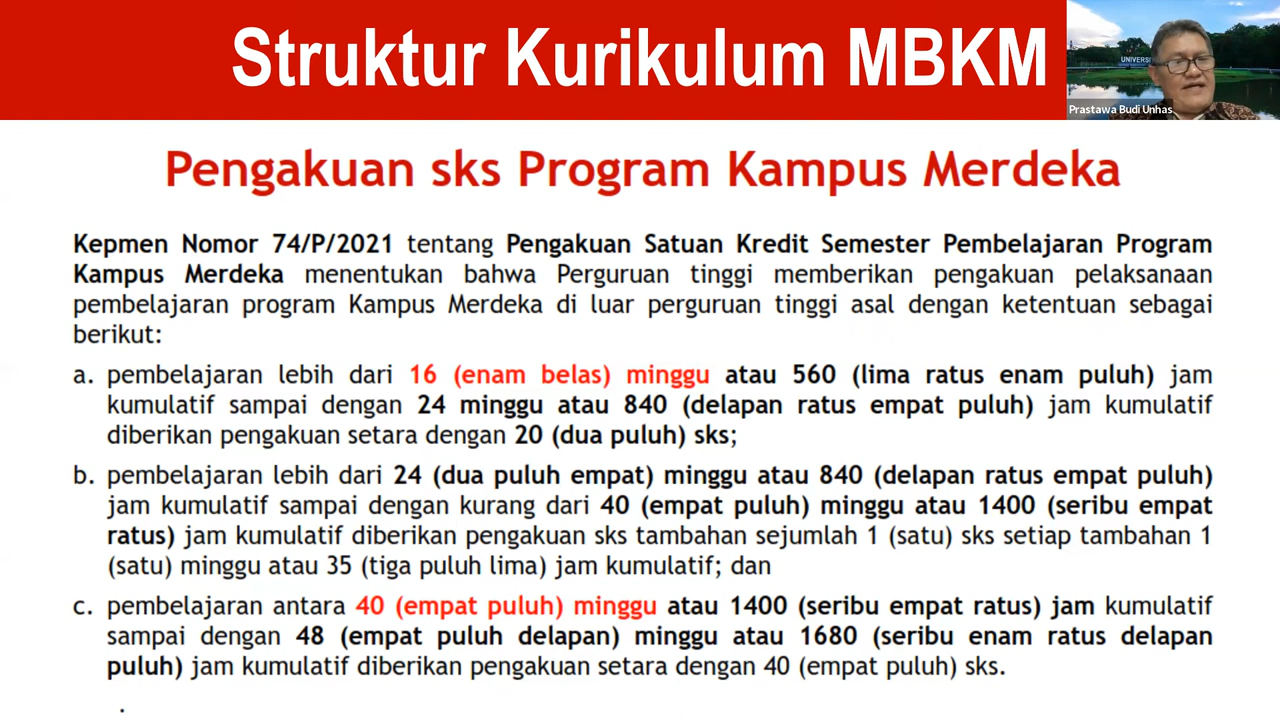 Struktur Kurikulum MBKM
UNIVERSI
Prastawa Budi Unhas
Pengakuan sks Program Kampus Merdeka
Kepmen Nomor 74/P/2021 tentang Pengakuan Satuan Kredit Semester Pembelajaran Program
Kampus Merdeka menentukan bahwa Perguruan tinggi memberikan pengakuan pelaksanaan
pembelajaran program Kampus Merdeka di luar perguruan tinggi asal dengan ketentuan sebagai
berikut:
a. pembelajaran lebih dari 16 (enam belas) minggu atau 560 (lima ratus enam puluh) jam
kumulatif sampai dengan 24 minggu atau 840 (delapan ratus empat puluh) jam kumulatif
diberikan pengakuan setara dengan 20 (dua puluh) sks;
b. pembelajaran lebih dari 24 (dua puluh empat) minggu atau 840 (delapan ratus empat puluh)
jam kumulatif sampai dengan kurang dari 40 (empat puluh) minggu atau 1400 (seribu empat
ratus) jam kumulatif diberikan pengakuan sks tambahan sejumlah 1 (satu) sks setiap tambahan 1
(satu) minggu atau 35 (tiga puluh lima) jam kumulatif; dan
c. pembelajaran antara 40 (empat puluh) minggu atau 1400 (seribu empat ratus) jam kumulatif
sampai dengan 48 (empat puluh delapan) minggu atau 1680 (seribu enam ratus delapan
puluh) jam kumulatif diberikan pengakuan setara dengan 40 (empat puluh) sks.
.